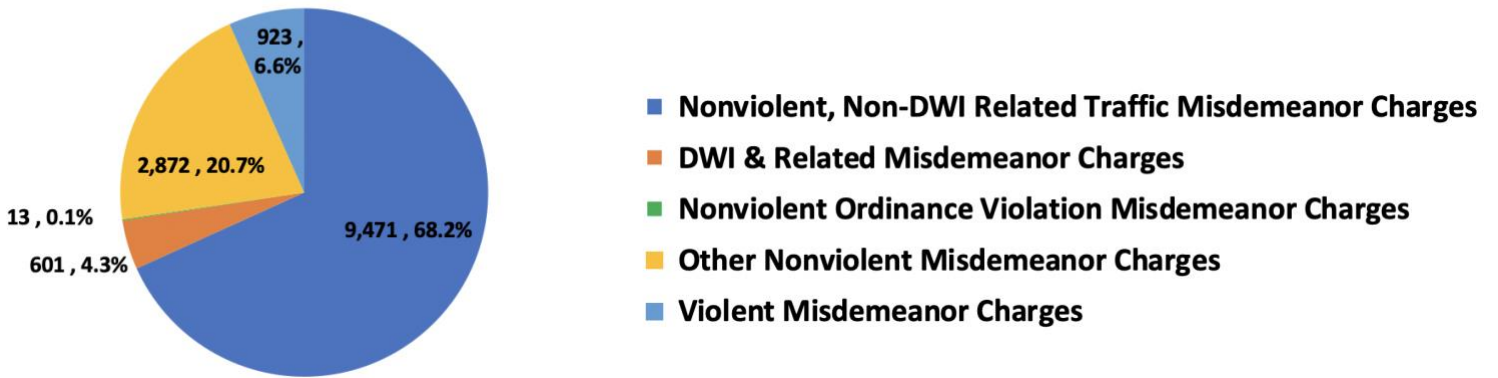 923 ,
6.6%
2,872 , 20.7%
13 , 0.1%
601 , 4.3%
9,471 , 68.2%
Nonviolent, Non-DWI Related Traffic Misdemeanor Charges
DWI & Related Misdemeanor Charges
Nonviolent Ordinance Violation Misdemeanor Charges
Other Nonviolent Misdemeanor Charges
Violent Misdemeanor Charges